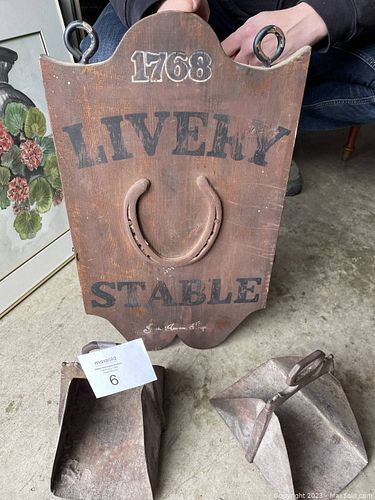 1768
LIVERY
STABLE
maxsold
6
Copyright © 2023 - MaxSold.com